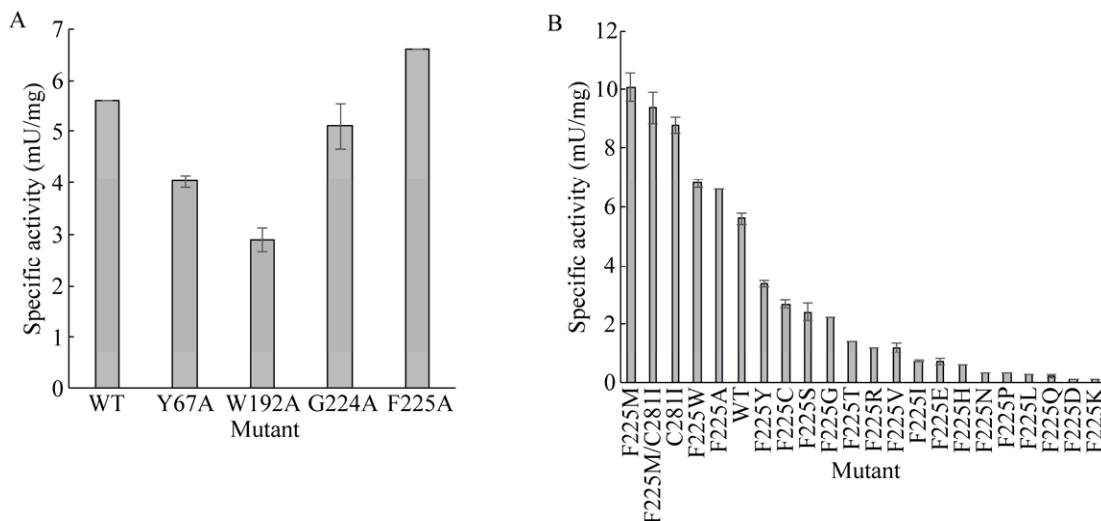 A
Specific activity (mU/mg)
7
6
5
4
3
2
1
0
WT Y67A W192A G224A F225A
Mutant
B
Specific activity (mU/mg)
12
10
8
6
4
2
0
F225M
F225M/C281I
C281I
F225W
F225A
WT
F225Y
F225C
F225S
F225G
F225T
F225R
F225V
F225I
F225E
F225H
F225N
F225P
F225L
F225Q
F225D
F225K
Mutant